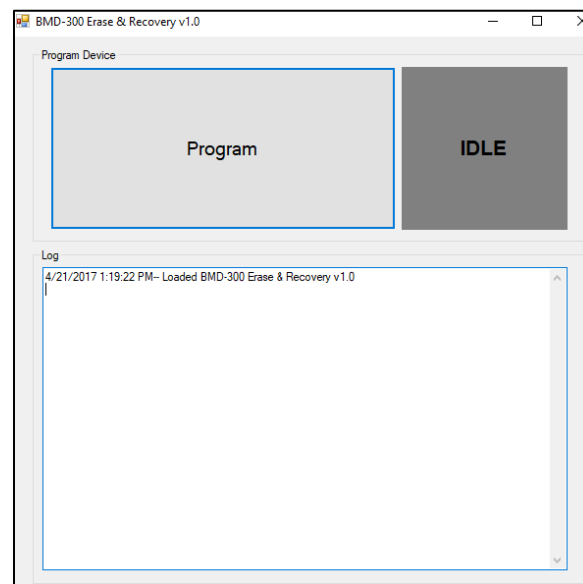 BMD-300 Erase & Recovery v1.0
Program Device
Program
IDLE
Log
4/21/2017 1:19:22 PM-- Loaded BMD-300 Erase & Recovery v1.0